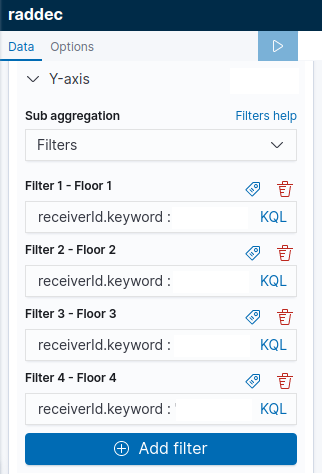 raddec
Data Options
Y-axis
Sub aggregation Filters help
Filters
Filter 1 - Floor 1
receiverId.keyword : KQL
Filter 2 - Floor 2
receiverId.keyword : KQL
Filter 3 - Floor 3
receiverId.keyword : KQL
Filter 4 - Floor 4
receiverId.keyword : KQL
Add filter